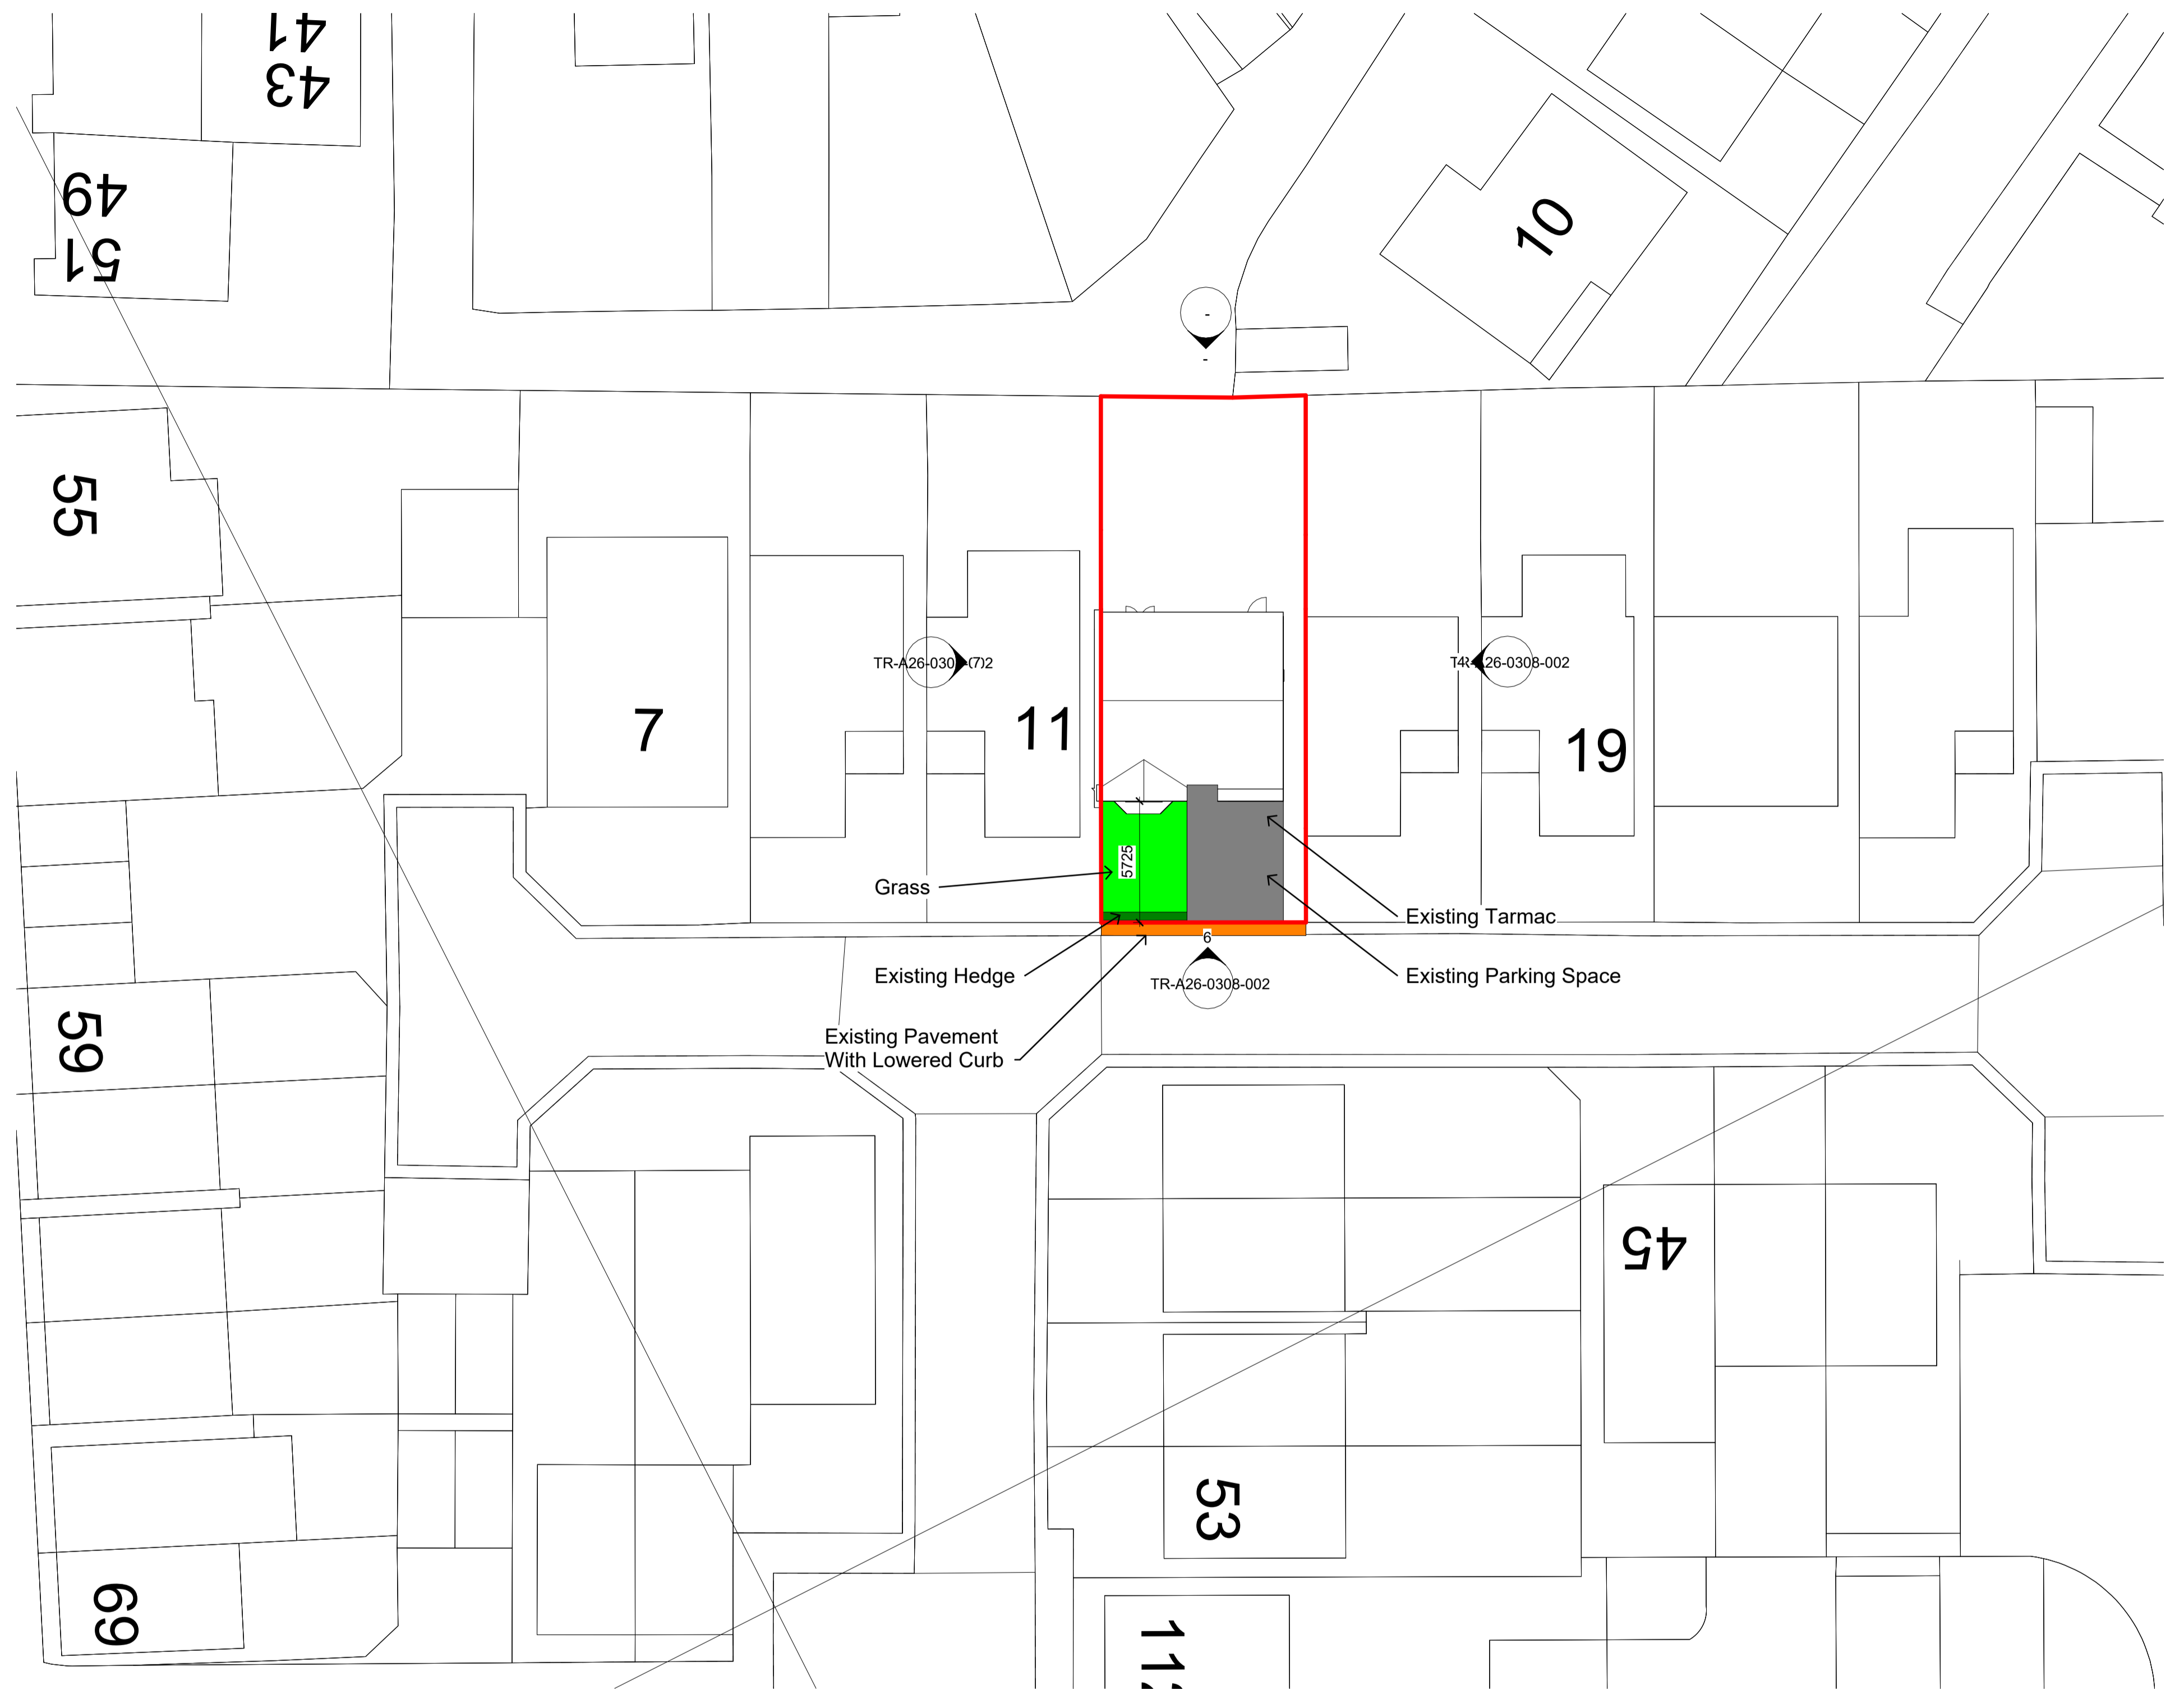 41
43
49
51
10
-
-
55
TR-A26-0308-002
7
11
19
5725
Grass
Existing Tarmac
6
Existing Hedge
Existing Parking Space
TR-A26-0308-002
59
Existing Pavement
With Lowered Curb
45
53
69